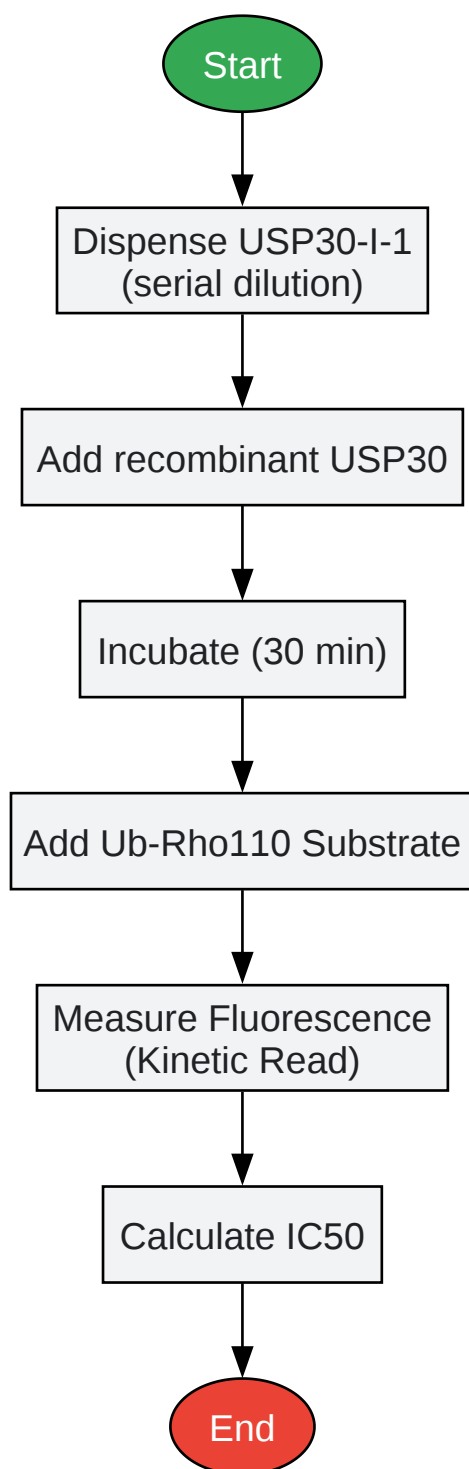 Start
Dispense USP30-I-1
(serial dilution)
Add recombinant USP30
Incubate (30 min)
Add Ub-Rho110 Substrate
Measure Fluorescence
(Kinetic Read)
Calculate IC50
End